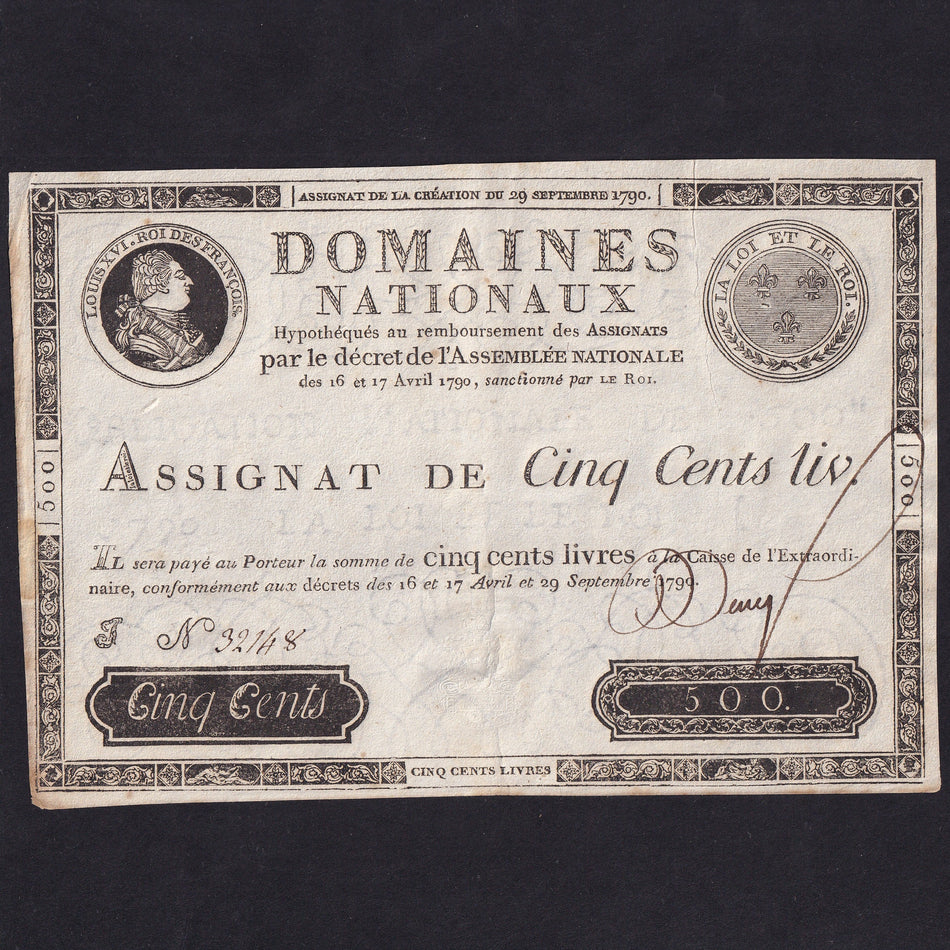 ASSIGNAT DE LA CRÉATION DU 29 SEPTEMBRE 1790.
LOUIS XVI. ROI DES FRANÇOIS.
LA LOI ET LE ROI.
DOMAINES
NATIONAUX
Hypothéqués au remboursement des ASSIGNATS
par le décret de l'ASSEMBLÉE NATIONALE
des 16 et 17 Avril 1790, sanctionné par LE ROI.
500
500
ASSIGNAT DE Cinq Cents liv.
IL sera payé au Porteur la somme de cinq cents livres à la Caisse de l'Extraordi-
naire, conformément aux décrets des 16 et 17 Avril et 29 Septembre 1790.
N 32148
Cinq Cents
500.
CINQ CENTS LIVRES